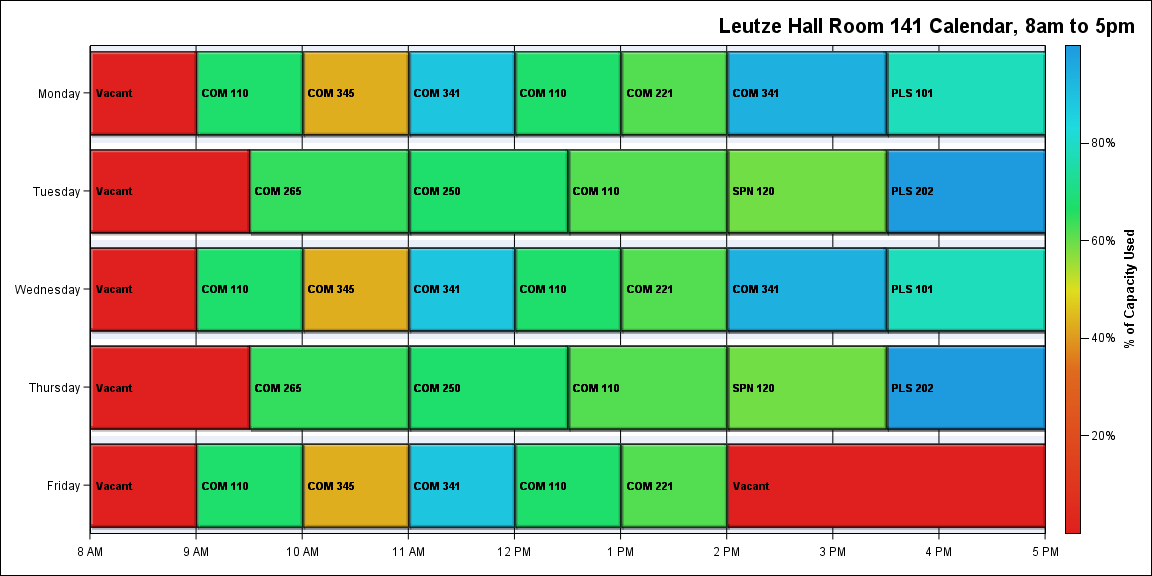 Leutze Hall Room 141 Calendar, 8am to 5pm
Monday
Vacant
COM 110
COM 345
COM 341
COM 110
COM 221
COM 341
PLS 101
Tuesday
Vacant
COM 265
COM 250
COM 110
SPN 120
PLS 202
Wednesday
Vacant
COM 110
COM 345
COM 341
COM 110
COM 221
COM 341
PLS 101
Thursday
Vacant
COM 265
COM 250
COM 110
SPN 120
PLS 202
Friday
Vacant
COM 110
COM 345
COM 341
COM 110
COM 221
Vacant
8 AM
9 AM
10 AM
11 AM
12 PM
1 PM
2 PM
3 PM
4 PM
5 PM
80%
60%
40%
20%
% of Capacity Used